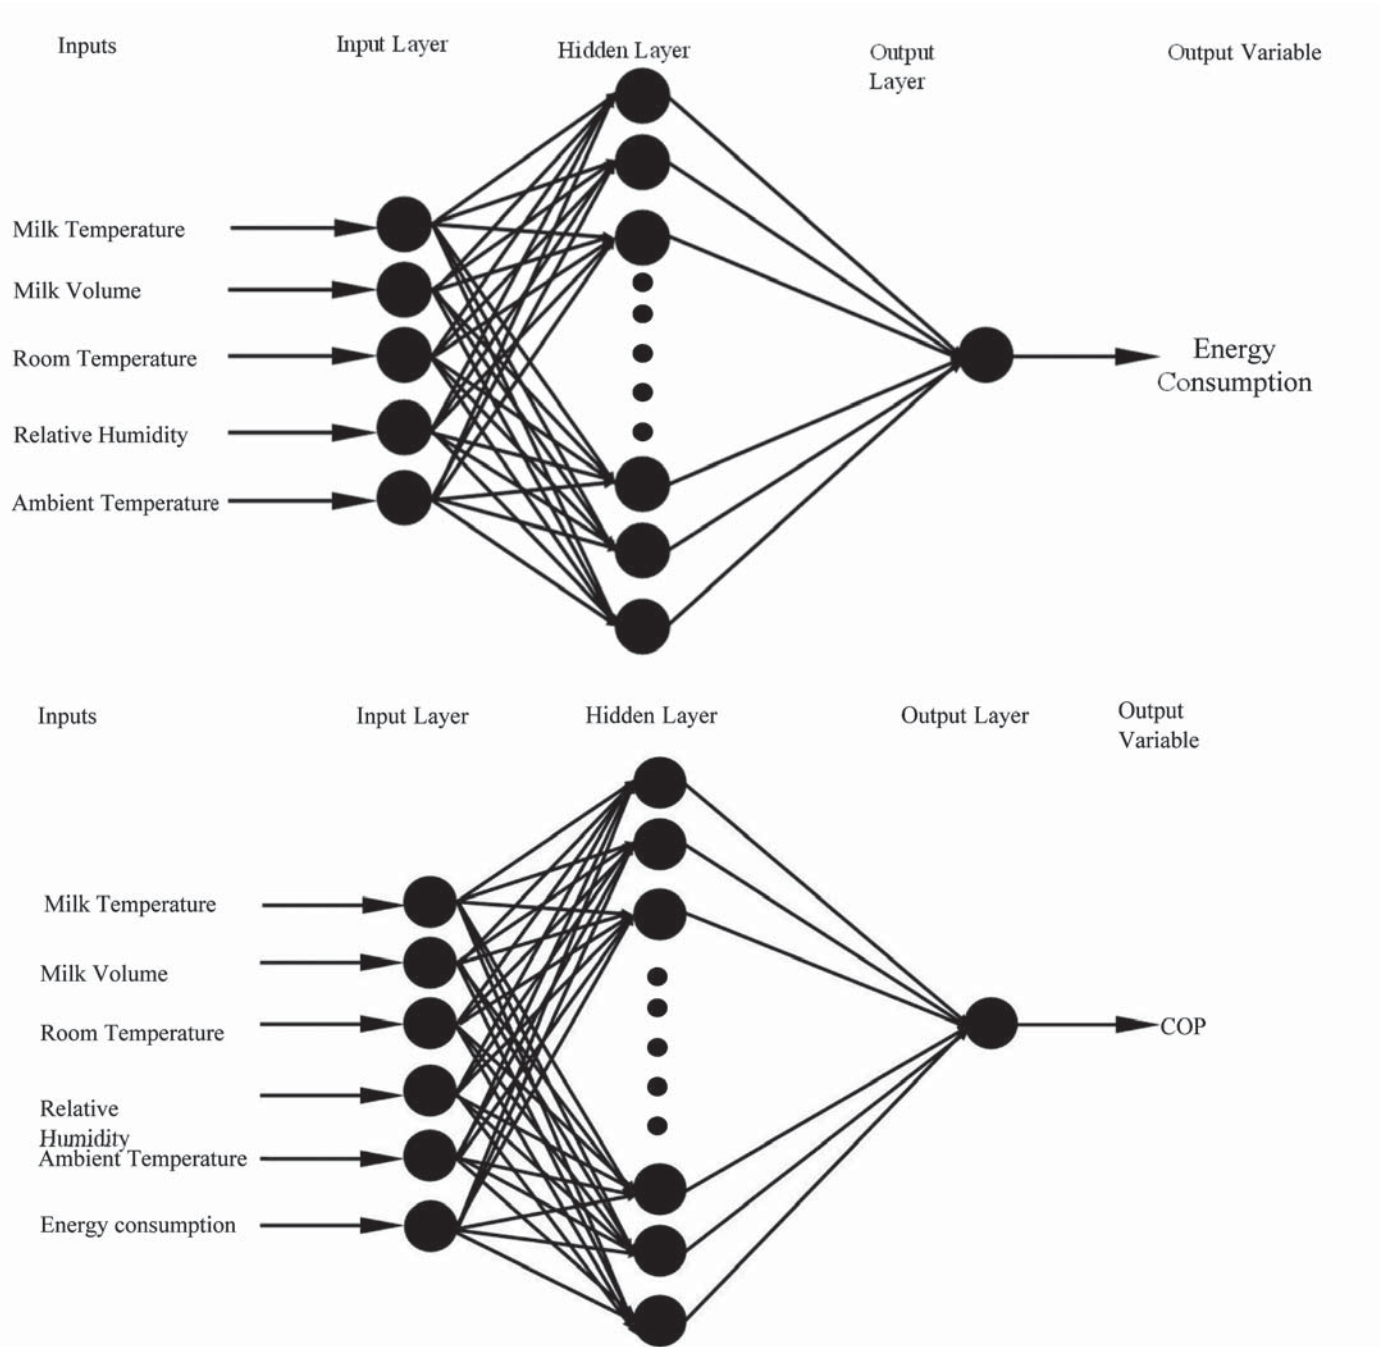 Inputs
Input Layer
Hidden Layer
Output
Layer
Output Variable
Milk Temperature
Milk Volume
Room Temperature
Relative Humidity
Ambient Temperature
Energy
Consumption
Inputs
Input Layer
Hidden Layer
Output Layer
Output
Variable
Milk Temperature
Milk Volume
Room Temperature
Relative
Humidity
Ambient Temperature
Energy consumption
COP